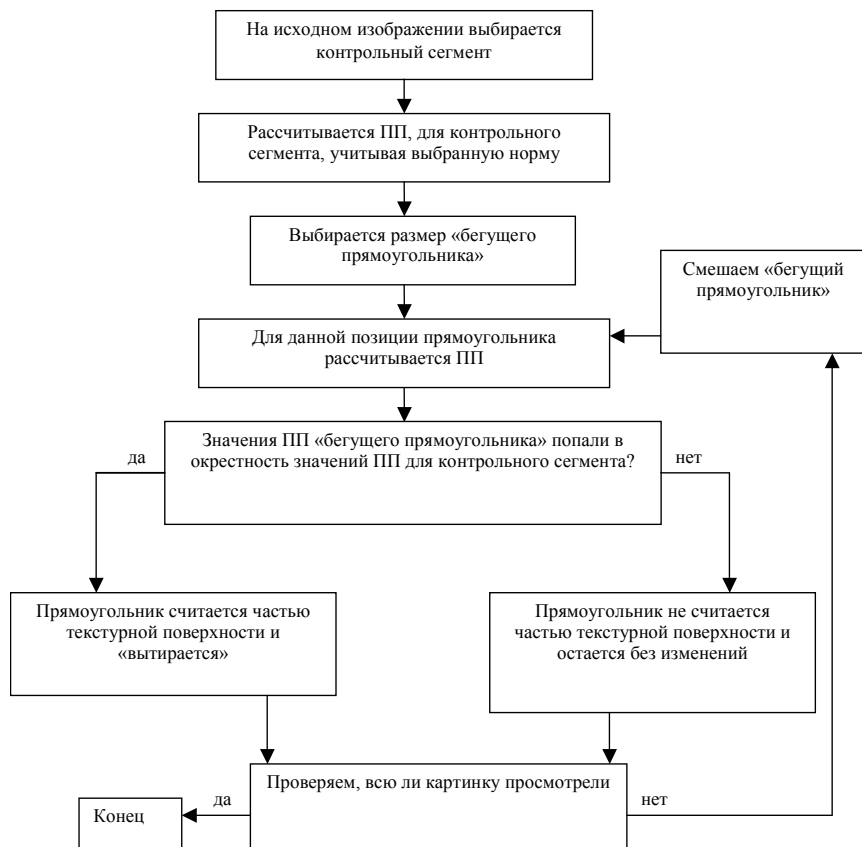 На исходном изображении выбирается
контрольный сегмент
Рассчитывается ПП, для контрольного
сегмента, учитывая выбранную норму
Выбирается размер «бегущего
прямоугольника»
Смешаем «бегущий
прямоугольник»
Для данной позиции прямоугольника
рассчитывается ПП
Значения ПП «бегущего прямоугольника» попали в
окрестность значений ПП для контрольного сегмента?
да
нет
Прямоугольник считается частью
текстурной поверхности и
«вытирается»
Прямоугольник не считается
частью текстурной поверхности и
остается без изменений
Проверяем, всю ли картинку просмотрели
да
нет
Конец